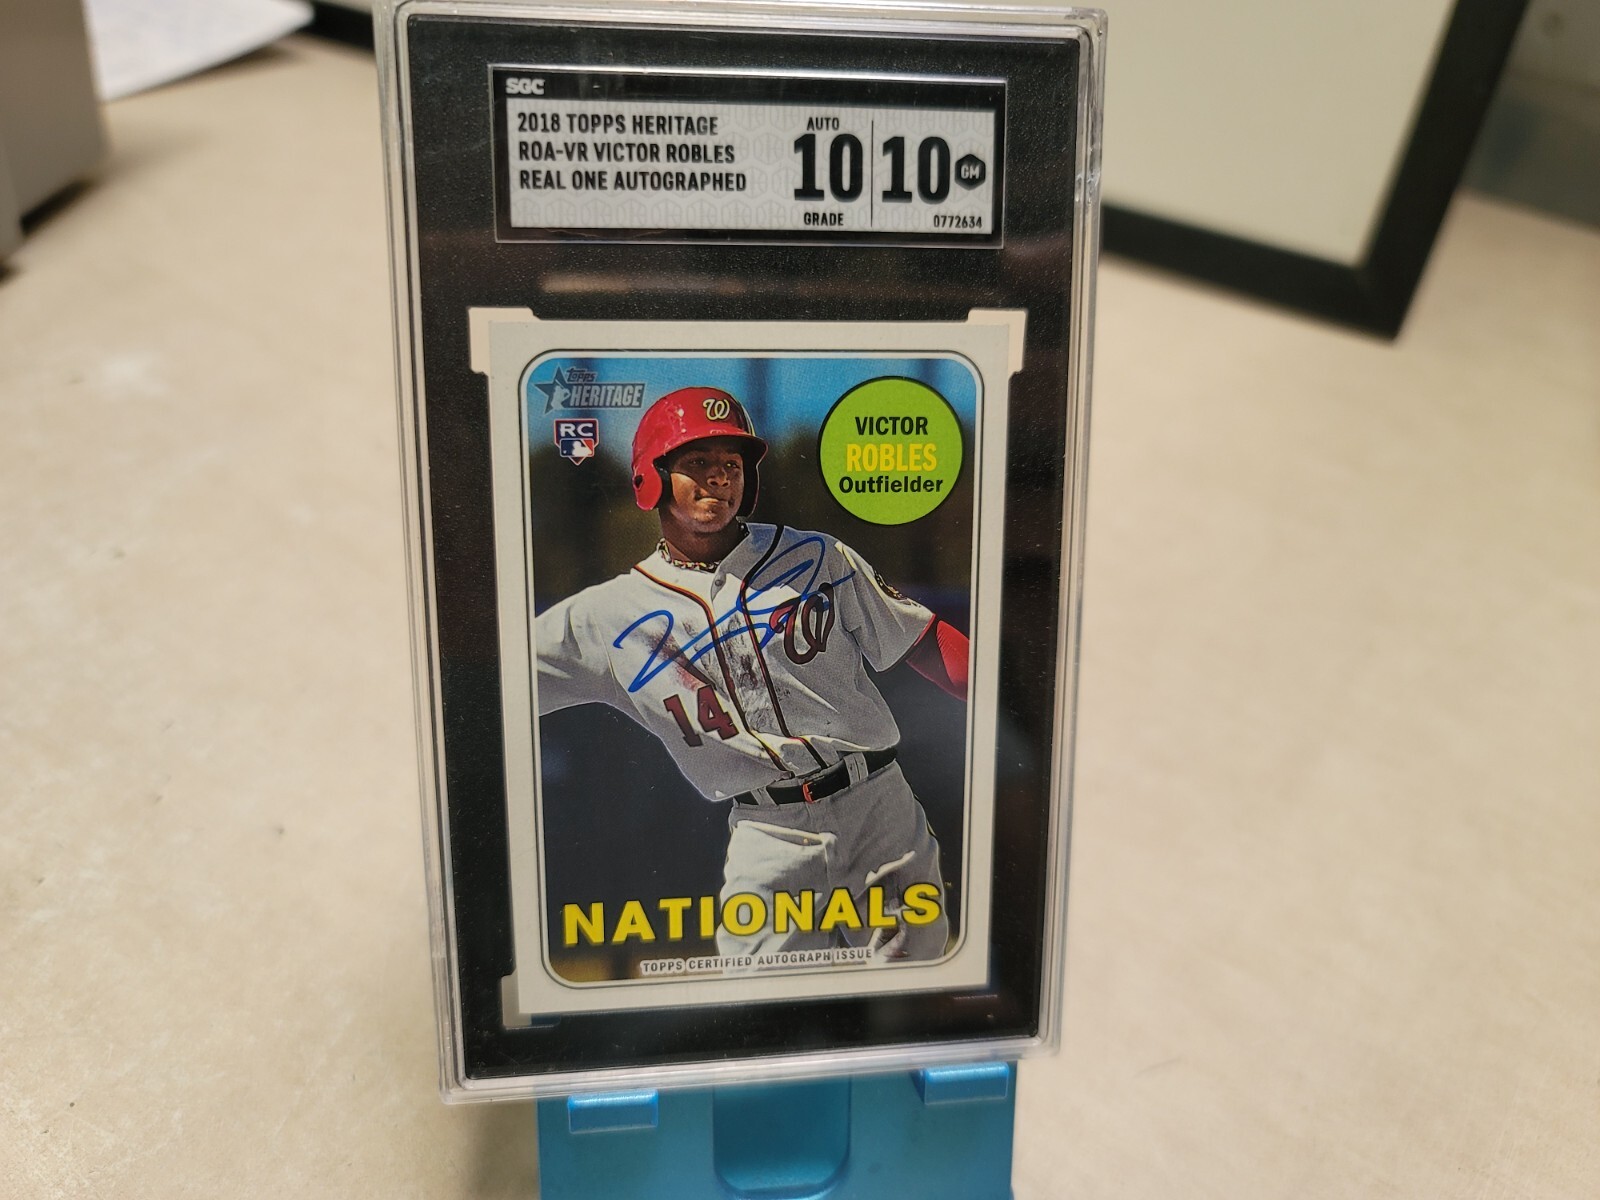 SGC
2018 TOPPS HERITAGE
ROA-VR VICTOR ROBLES
REAL ONE AUTOGRAPHED
AUTO
10
GRADE
10
GM
0772634
TOPPS
HERITAGE
RC
W
VICTOR
ROBLES
Outfielder
W
14
NATIONALS
TOPPS CERTIFIED AUTOGRAPH ISSUE